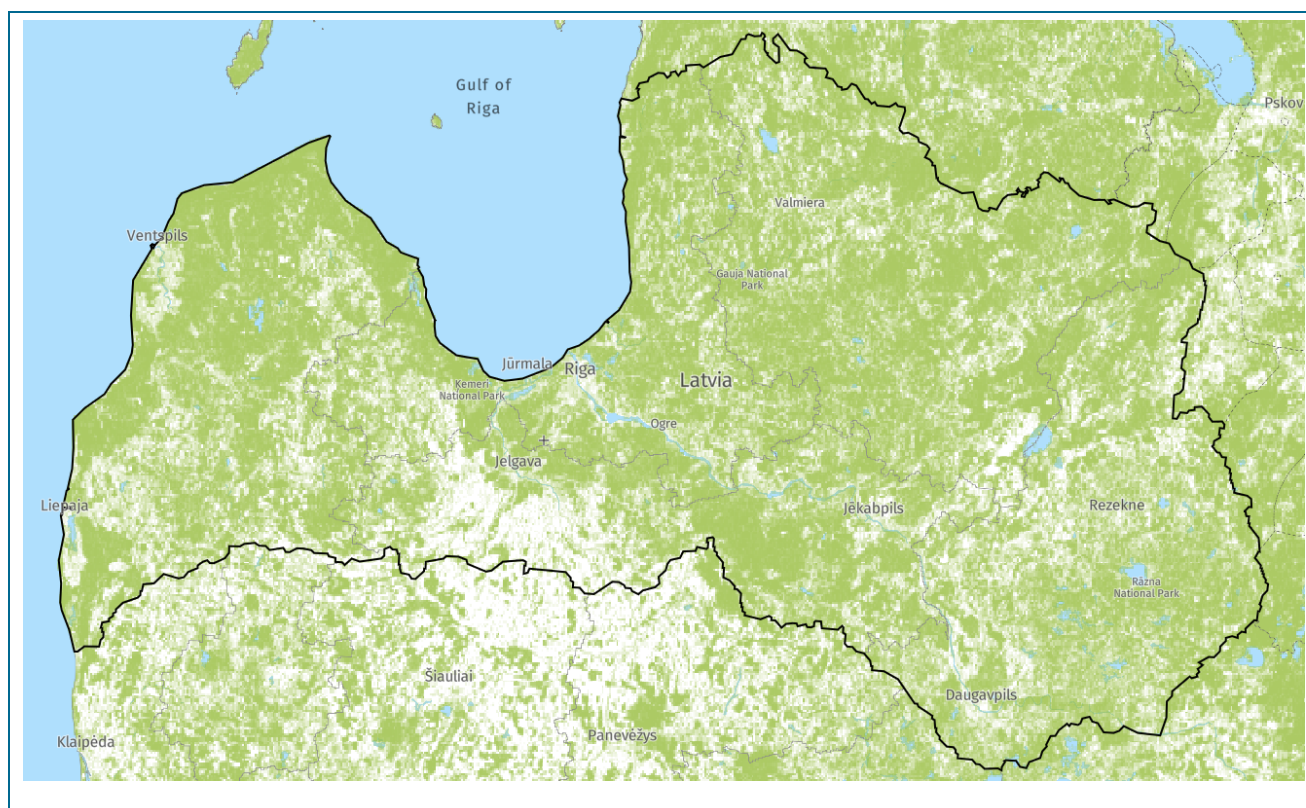 Gulf of
Riga
Pskov
Valmiera
Ventspils
Gauja National
Park
Jūrmala
Riga
Ķemeri
National Park
Latvia
Ogre
Jelgava
Liepaja
Jēkabpils
Rezekne
Rāzna
National Park
Šiauliai
Daugavpils
Klaipėda
Panevėžys